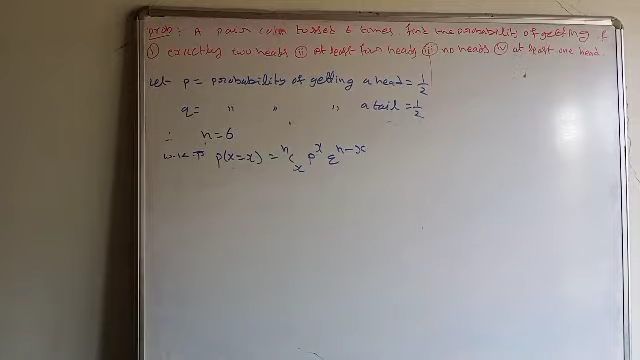 prob: A pair coin tossed 6 times, find the probability of getting
(i) exactly two heads (ii) at least four heads (iii) no heads (iv) at least one head
Let p = probability of getting a head = 1/2
q = " " " a tail = 1/2
∴ n = 6
W.K.T P(X=x) = ⁿCₓ pˣ qⁿ⁻ˣ